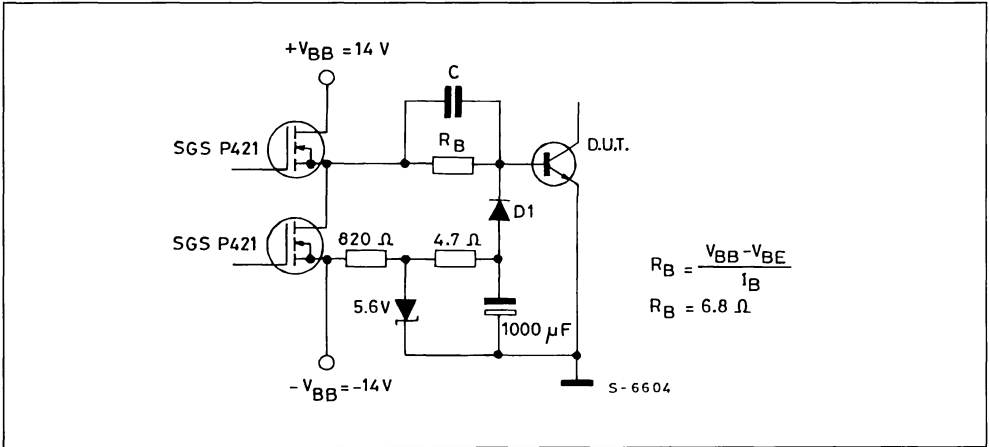 +VBB = 14 V
C
SGS P421
RB
D.U.T.
D1
SGS P421
820 Ω
4.7 Ω
5.6V
1000 µF
RB = VBB - VBE
IB
RB = 6.8 Ω
-VBB = -14 V
S-6604